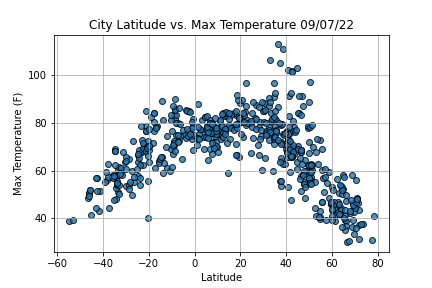 City Latitude vs. Max Temperature 09/07/22
Max Temperature (F)
100
80
60
40
−60 −40 −20 0 20 40 60 80
Latitude